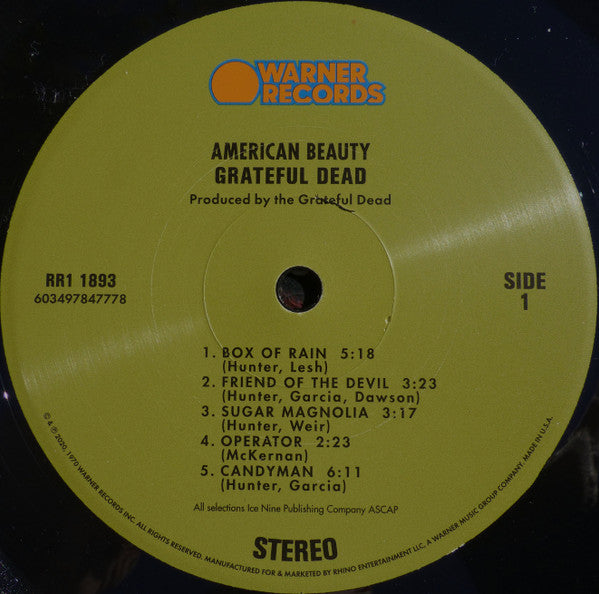 WARNER
RECORDS
AMERICAN BEAUTY
GRATEFUL DEAD
Produced by the Grateful Dead
RR1 1893
603497847778
SIDE
1
1. BOX OF RAIN 5:18
(Hunter, Lesh)
2. FRIEND OF THE DEVIL 3:23
(Hunter, Garcia, Dawson)
3. SUGAR MAGNOLIA 3:17
(Hunter, Weir)
4. OPERATOR 2:23
(McKernan)
5. CANDYMAN 6:11
(Hunter, Garcia)
All selections Ice Nine Publishing Company ASCAP
STEREO
© & ℗ 2020, 1970 WARNER RECORDS INC. ALL RIGHTS RESERVED. MANUFACTURED FOR & MARKETED BY RHINO ENTERTAINMENT LLC, A WARNER MUSIC GROUP COMPANY. MADE IN U.S.A.